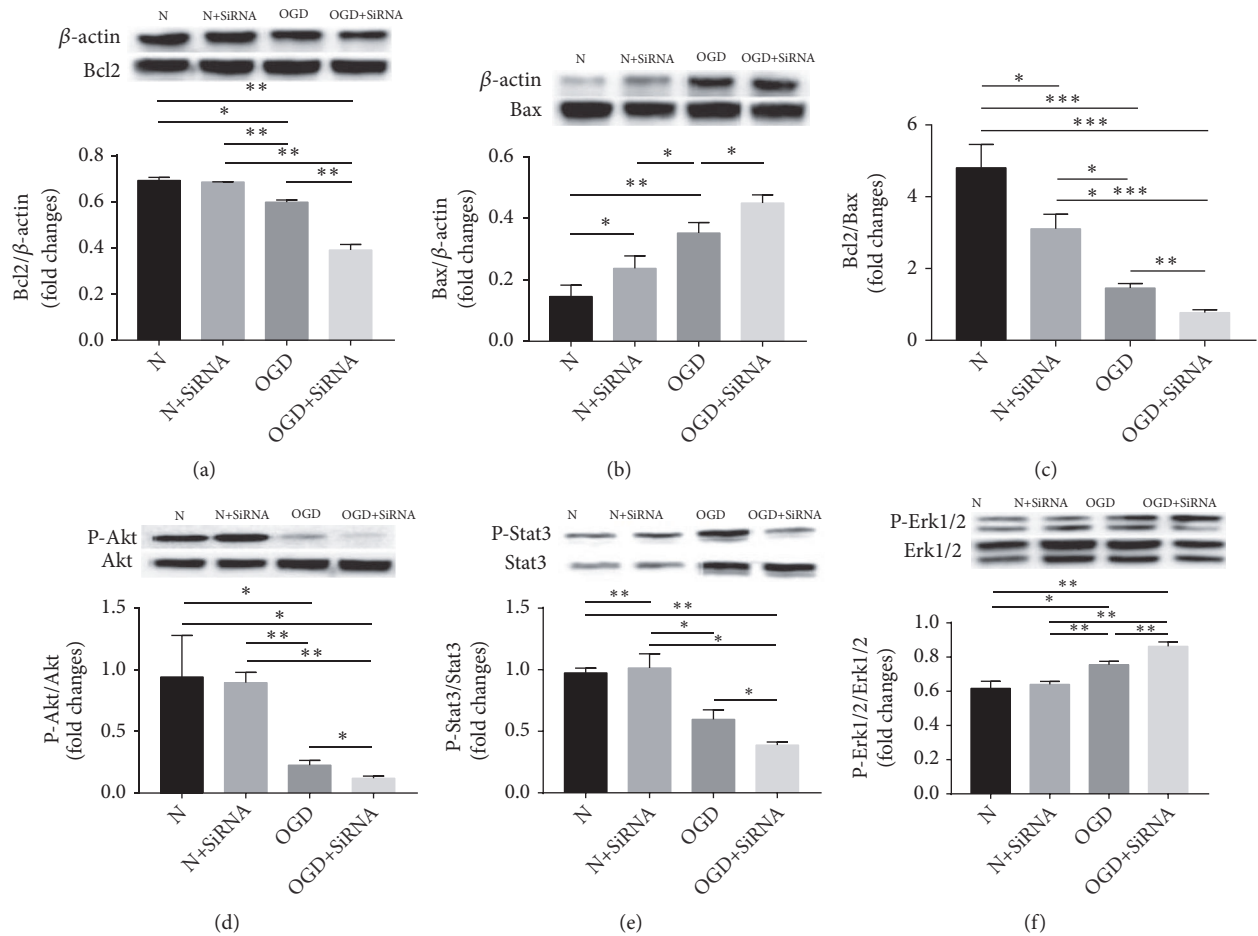 N N+SiRNA OGD OGD+SiRNA
β-actin
Bcl2
**
*
**
**
**
0.8
0.6
0.4
0.2
0.0
Bcl2/β-actin
(fold changes)
N N+SiRNA OGD OGD+SiRNA
(a)
N N+SiRNA OGD OGD+SiRNA
β-actin
Bax
* *
**
*
0.6
0.4
0.2
0.0
Bax/β-actin
(fold changes)
N N+SiRNA OGD OGD+SiRNA
(b)
*
***
***
*
* ***
**
6
4
2
0
Bcl2/Bax
(fold changes)
N N+SiRNA OGD OGD+SiRNA
(c)
N N+SiRNA OGD OGD+SiRNA
P-Akt
Akt
*
*
**
**
*
1.5
1.0
0.5
0.0
P-Akt/Akt
(fold changes)
N N+SiRNA OGD OGD+SiRNA
(d)
N N+SiRNA OGD OGD+SiRNA
P-Stat3
Stat3
**
**
*
*
*
1.5
1.0
0.5
0.0
P-Stat3/Stat3
(fold changes)
N N+SiRNA OGD OGD+SiRNA
(e)
N N+SiRNA OGD OGD+SiRNA
P-Erk1/2
Erk1/2
**
*
**
** **
1.0
0.8
0.6
0.4
0.2
0.0
P-Erk1/2/Erk1/2
(fold changes)
N N+SiRNA OGD OGD+SiRNA
(f)